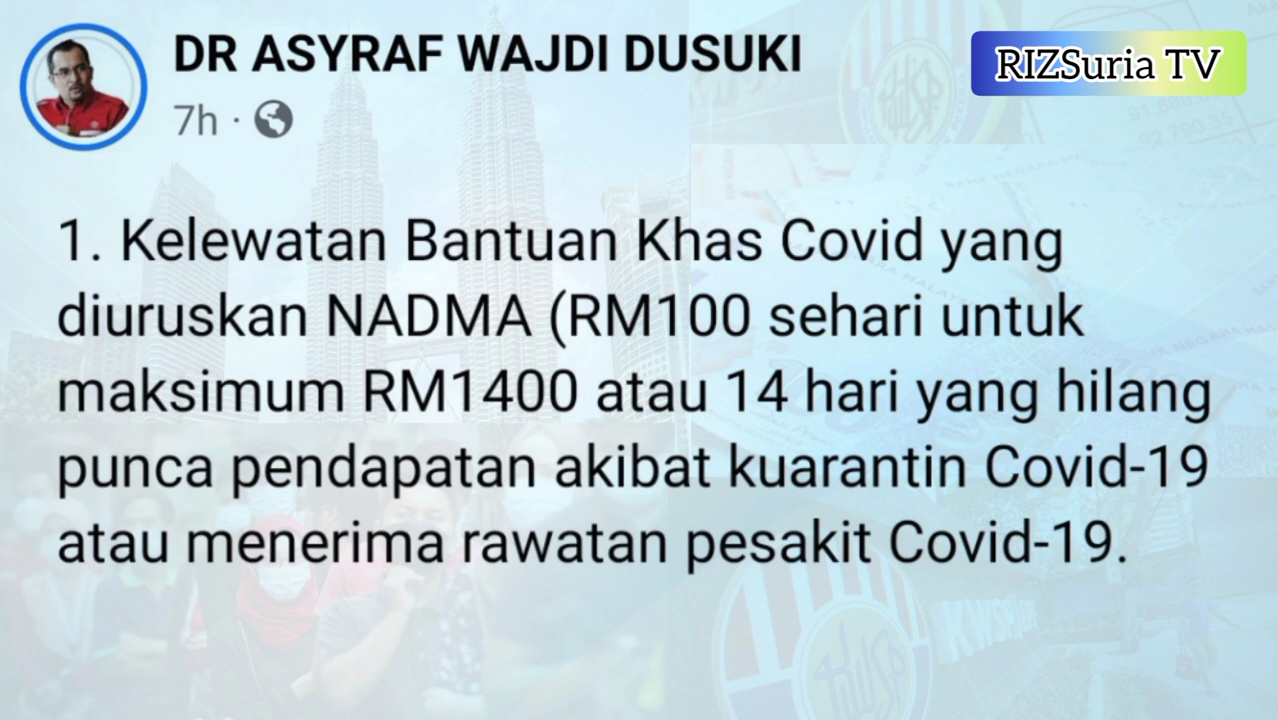 DR ASYRAF WAJDI DUSUKI
RIZSuria TV
7h ·
1. Kelewatan Bantuan Khas Covid yang
diuruskan NADMA (RM100 sehari untuk
maksimum RM1400 atau 14 hari yang hilang
punca pendapatan akibat kuarantin Covid-19
atau menerima rawatan pesakit Covid-19.
KWSP